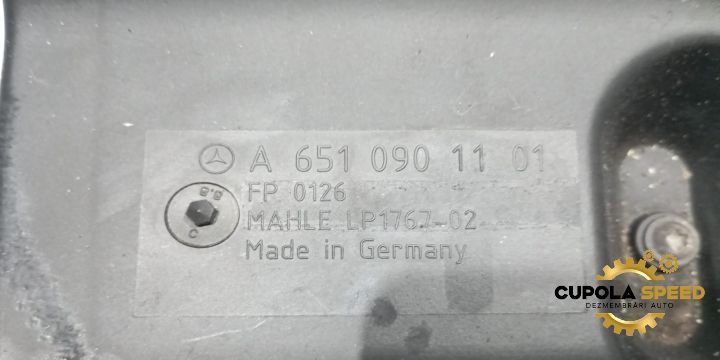 A 651 090 11 01
FP 0126
MAHLE LP1767-02
Made in Germany
C
CUPOLA SPEED
DEZMEMBRĂRI AUTO